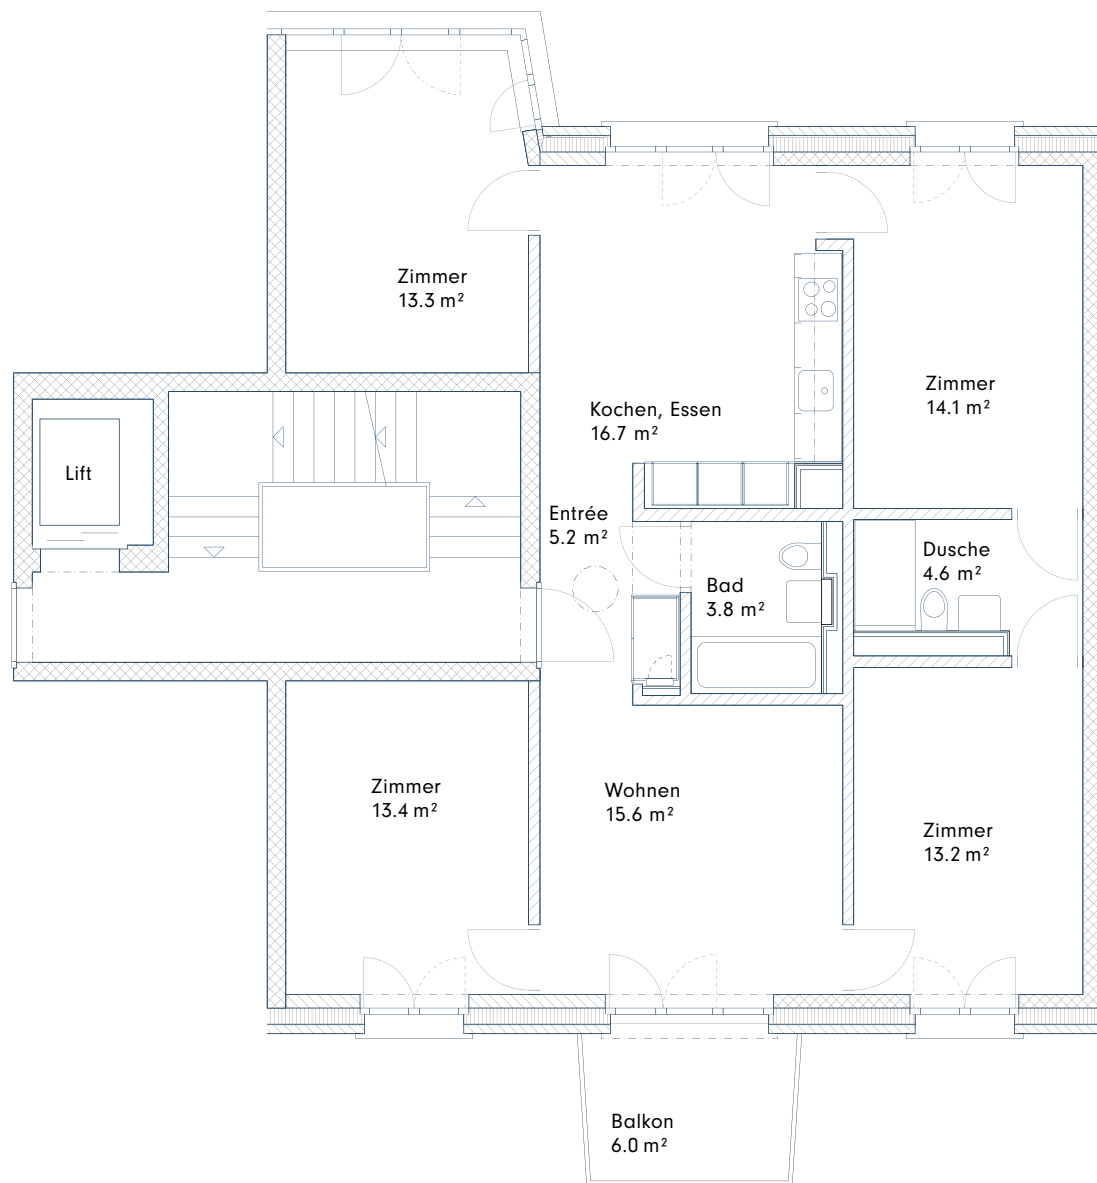 Zimmer
13.3 m²
Zimmer
14.1 m²
Kochen, Essen
16.7 m²
Lift
Entrée
5.2 m²
Dusche
4.6 m²
Bad
3.8 m²
Zimmer
13.4 m²
Wohnen
15.6 m²
Zimmer
13.2 m²
Balkon
6.0 m²